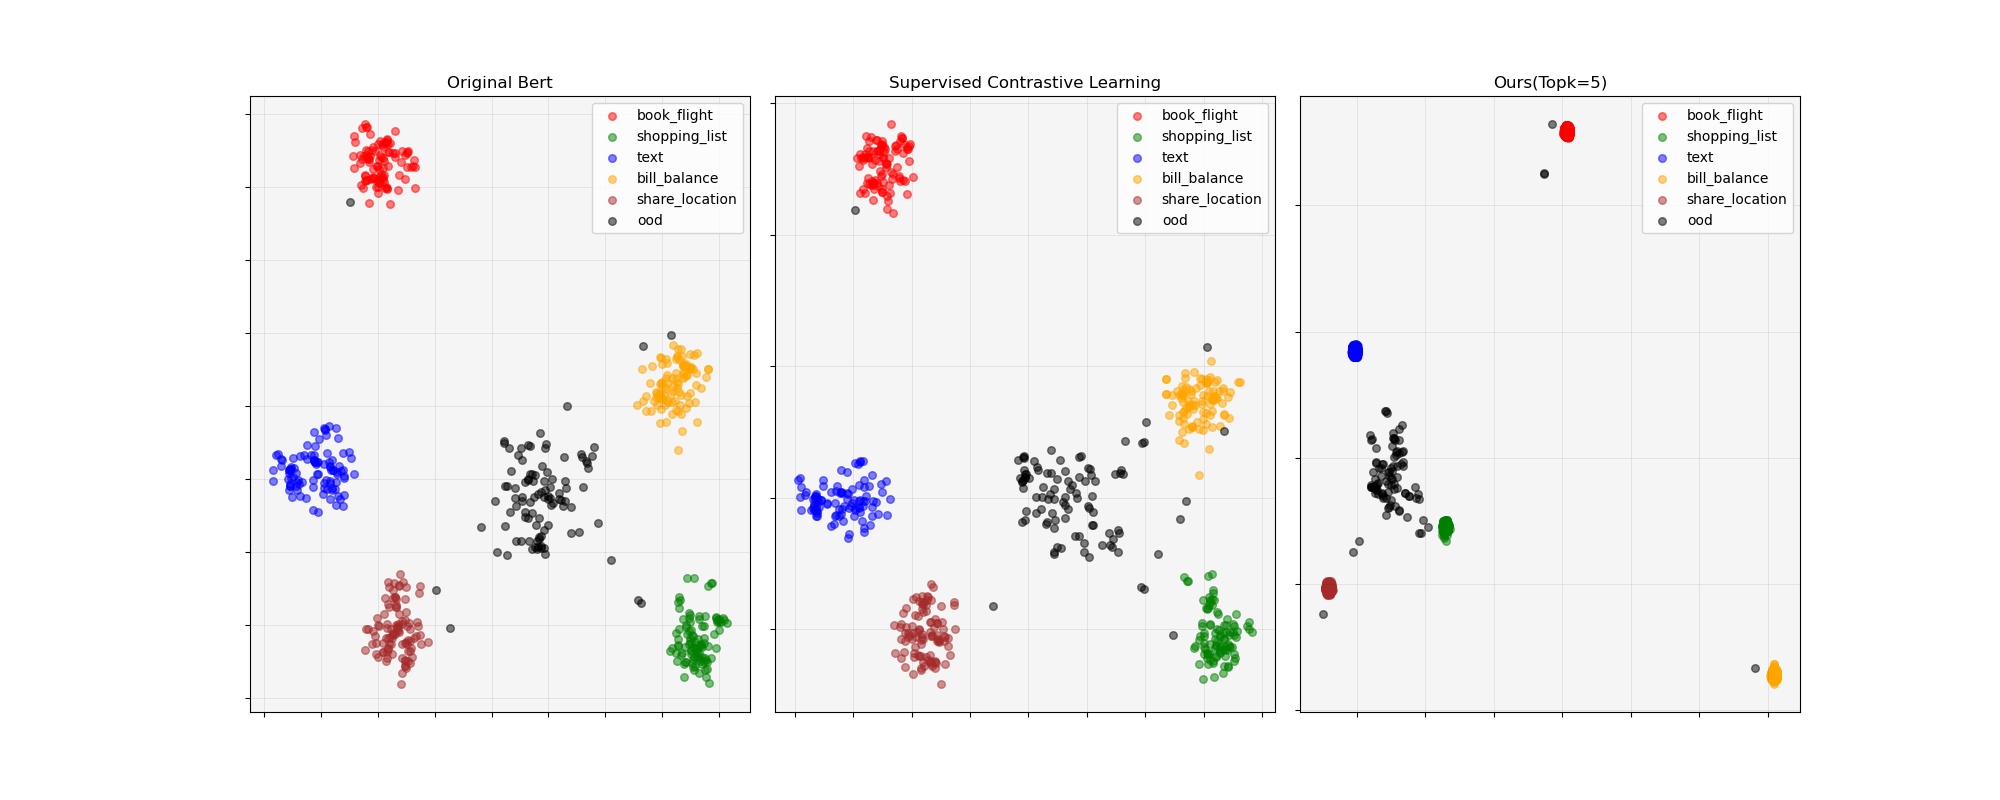 Original Bert
book_flight
shopping_list
text
bill_balance
share_location
ood
Supervised Contrastive Learning
book_flight
shopping_list
text
bill_balance
share_location
ood
Ours(Topk=5)
book_flight
shopping_list
text
bill_balance
share_location
ood